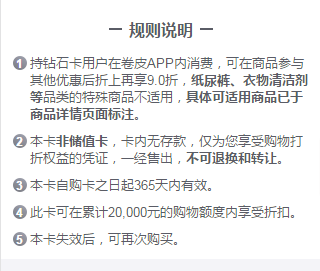 规则说明
1 持钻石卡用户在卷皮APP内消费，可在商品参与
其他优惠后折上再享9.0折，纸尿裤、衣物清洁剂
等品类的特殊商品不适用，具体可适用商品已于
商品详情页面标注。
2 本卡非储值卡，卡内无存款，仅为您享受购物打
折权益的凭证，一经售出，不可退换和转让。
3 本卡自购卡之日起365天内有效。
4 此卡可在累计20,000元的购物额度内享受折扣。
5 本卡失效后，可再次购买。